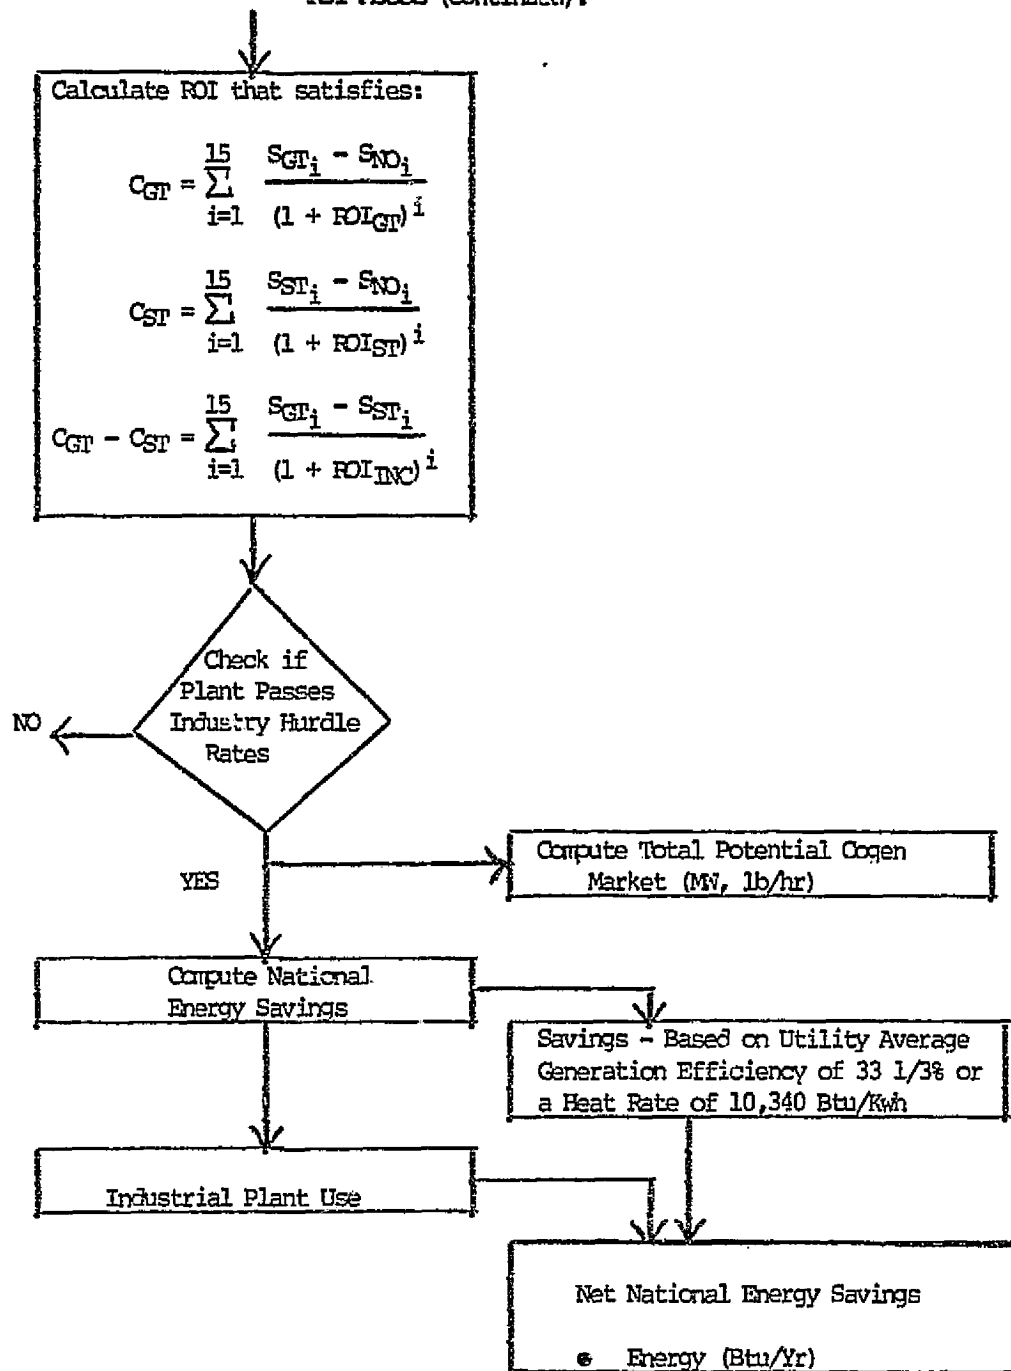 (Continued):
Calculate ROI that satisfies:
C_GT = 15 Σ i=1 S_GT_i - S_NO_i / (1 + ROI_GT)^i
C_ST = 15 Σ i=1 S_ST_i - S_NO_i / (1 + ROI_ST)^i
C_GT - C_ST = 15 Σ i=1 S_GT_i - S_ST_i / (1 + ROI_INC)^i
Check if
Plant Passes
Industry Hurdle
Rates
NO
YES
Compute Total Potential Cogen
Market (MW, lb/hr)
Compute National
Energy Savings
Savings - Based on Utility Average
Generation Efficiency of 33 1/3% or
a Heat Rate of 10,340 Btu/Kwh
Industrial Plant Use
Net National Energy Savings
• Energy (Btu/Yr)